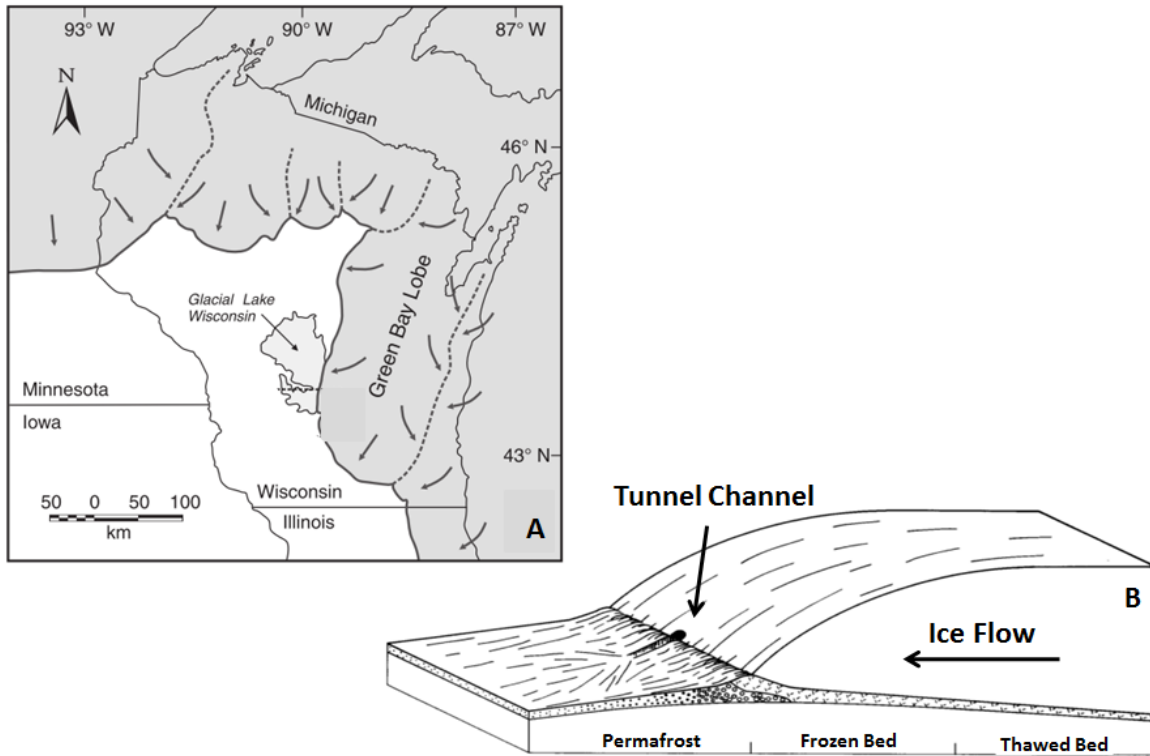 93° W
90° W
87° W
N
Michigan
46° N
Glacial Lake
Wisconsin
Green Bay Lobe
Minnesota
Iowa
43° N
Wisconsin
Illinois
50 0 50 100
km
A
Tunnel Channel
B
Ice Flow
Permafrost
Frozen Bed
Thawed Bed